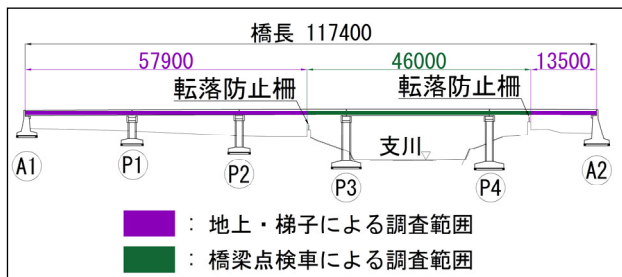 橋長 117400
57900 46000 13500
転落防止柵 転落防止柵
支川
A1 P1 P2 P3 P4 A2
: 地上・梯子による調査範囲
: 橋梁点検車による調査範囲